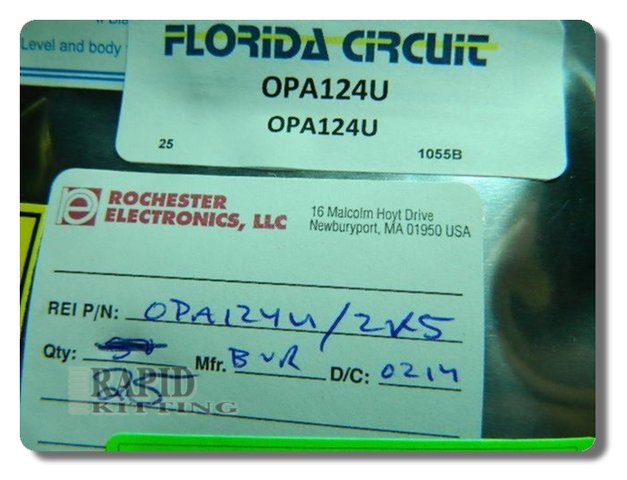 Level and body
FLORIDA CIRCUIT
OPA124U
OPA124U
25 1055B
ROCHESTER
ELECTRONICS, LLC
16 Malcolm Hoyt Drive
Newburyport, MA 01950 USA
REI P/N: OPA124U/2K5
Qty: Mfr. BUR D/C: 0214
25
RAPID
KITTING